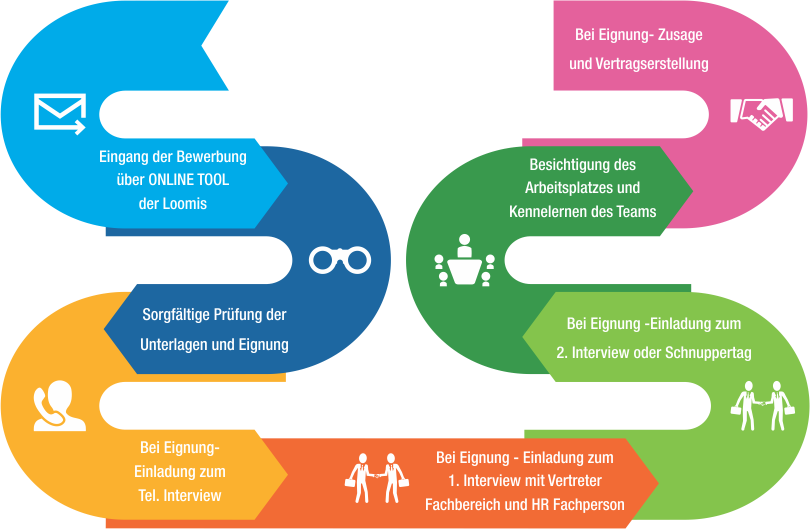 Eingang der Bewerbung
über ONLINE TOOL
der Loomis
Sorgfältige Prüfung der
Unterlagen und Eignung
Bei Eignung-
Einladung zum
Tel. Interview
Bei Eignung - Einladung zum
1. Interview mit Vertreter
Fachbereich und HR Fachperson
Bei Eignung -Einladung zum
2. Interview oder Schnuppertag
Besichtigung des
Arbeitsplatzes und
Kennelernen des Teams
Bei Eignung- Zusage
und Vertragserstellung